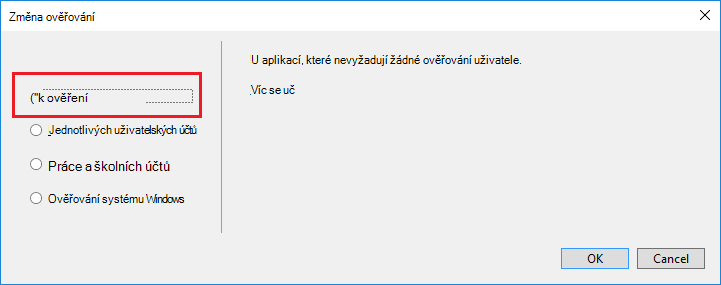 Změna ověřování
U aplikací, které nevyžadují žádné ověřování uživatele.
Víc se uč
("k ověření
Jednotlivých uživatelských účtů
Práce a školních účtů
Ověřování systému Windows
OK
Cancel